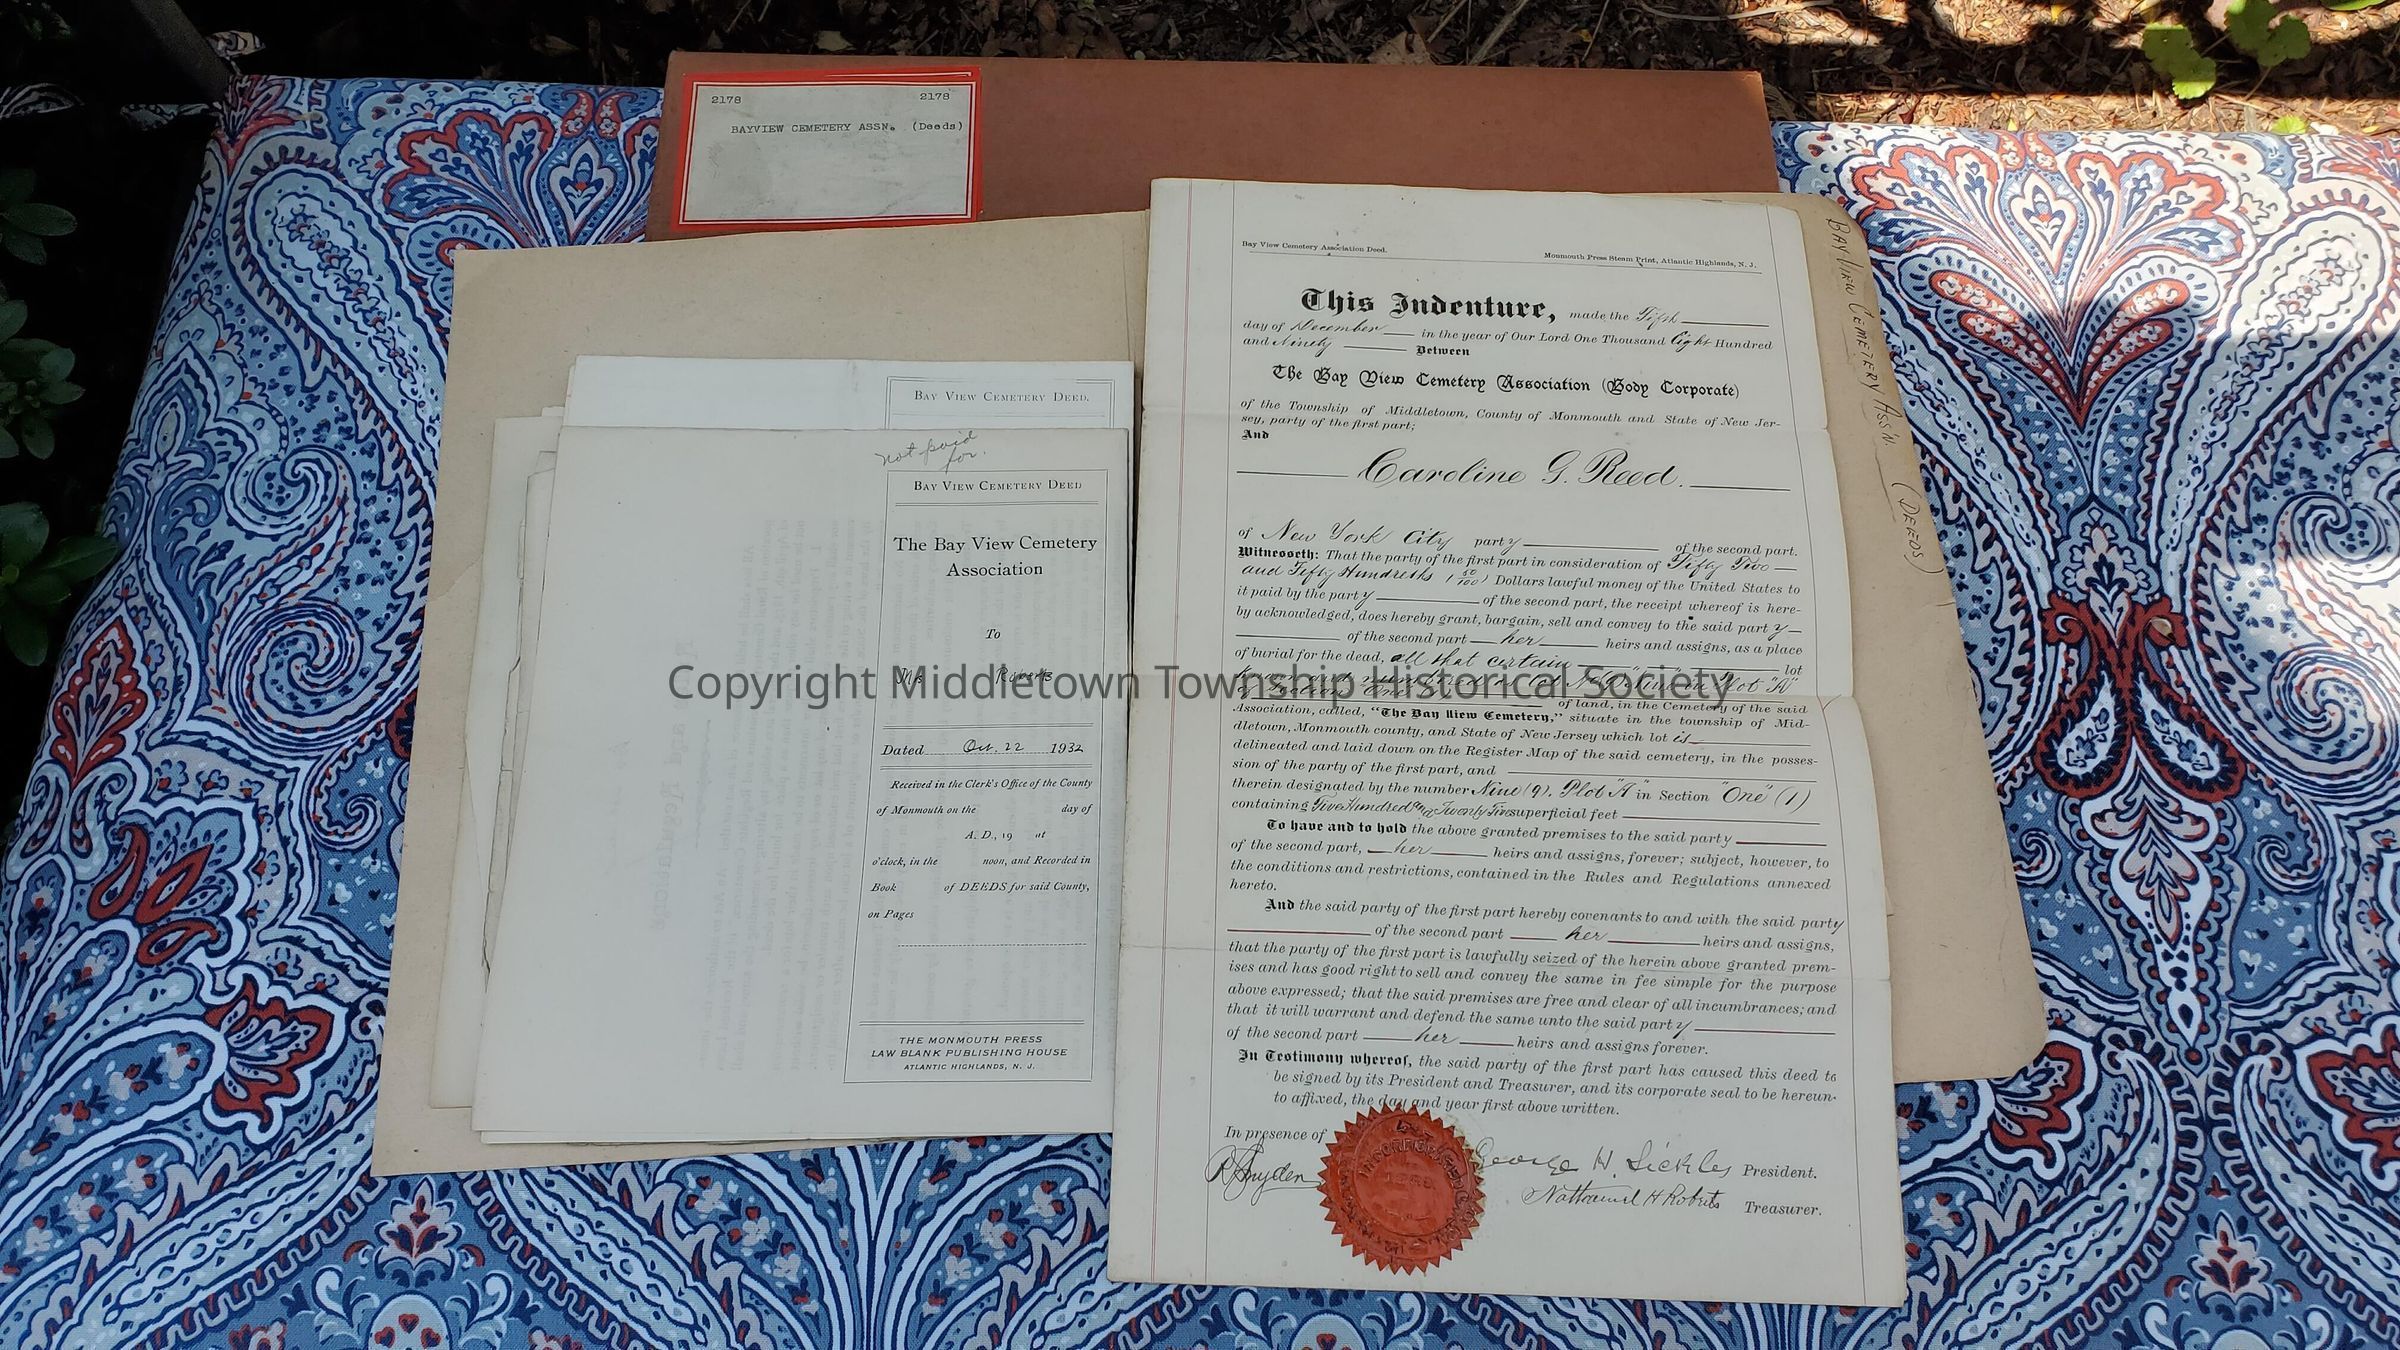 2178 2178
BAYVIEW CEMETERY ASSN. (Deeds)
BAY VIEW CEMETERY ASS'N. (DEEDS)
BAY VIEW CEMETERY DEED.
not paid
for.
BAY VIEW CEMETERY DEED
The Bay View Cemetery
Association
To
Mrs Roberts
Dated Oct. 22 1932
Received in the Clerk's Office of the County
of Monmouth on the day of
A. D., 19 at
o'clock, in the noon, and Recorded in
Book of DEEDS for said County,
on Pages
THE MONMOUTH PRESS
LAW BLANK PUBLISHING HOUSE
ATLANTIC HIGHLANDS, N. J.
Bay View Cemetery Association Deed. Monmouth Press Steam Print, Atlantic Highlands, N. J.
This Indenture, made the Fifth
day of December in the year of Our Lord One Thousand Eight Hundred
and Ninety Between
The Bay View Cemetery Association (Body Corporate)
of the Township of Middletown, County of Monmouth and State of New Jer-
sey, party of the first part;
And
Caroline G. Reed.
of New York City party of the second part.
Witnesseth: That the party of the first part in consideration of Fifty Two
and Fifty Hundredths (50/100) Dollars lawful money of the United States to
it paid by the party of the second part, the receipt whereof is here-
by acknowledged, does hereby grant, bargain, sell and convey to the said party
of the second part her heirs and assigns, as a place
of burial for the dead, all that certain lot
Plot "A"
of land, in the Cemetery of the said
Association, called, "The Bay View Cemetery," situate in the township of Mid-
dletown, Monmouth county, and State of New Jersey which lot is
delineated and laid down on the Register Map of the said cemetery, in the posses-
sion of the party of the first part, and
therein designated by the number Nine (9). Plot "A" in Section "One" (1)
containing Five Hundred and Twenty Five superficial feet
To have and to hold the above granted premises to the said party
of the second part, her heirs and assigns, forever; subject, however, to
the conditions and restrictions, contained in the Rules and Regulations annexed
hereto.
And the said party of the first part hereby covenants to and with the said party
of the second part her heirs and assigns,
that the party of the first part is lawfully seized of the herein above granted prem-
ises and has good right to sell and convey the same in fee simple for the purpose
above expressed; that the said premises are free and clear of all incumbrances; and
that it will warrant and defend the same unto the said party
of the second part her heirs and assigns forever.
In Testimony whereof, the said party of the first part has caused this deed to
be signed by its President and Treasurer, and its corporate seal to be hereun-
to affixed, the day and year first above written.
In presence of
R Snyder
George H. Sickles President.
Nathaniel H Roberts Treasurer.
INCORPORATED
Copyright Middletown Township Historical Society